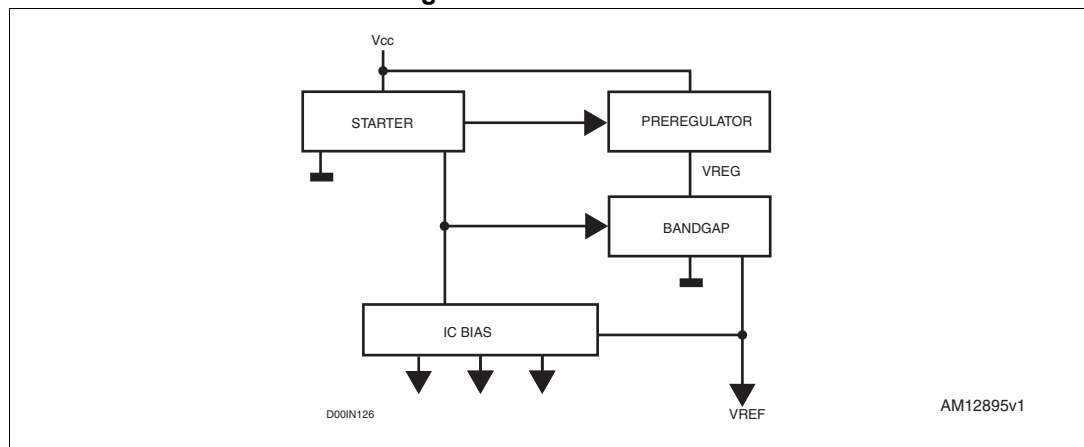 Vcc
STARTER
PREREGULATOR
VREG
BANDGAP
IC BIAS
D00IN126
VREF
AM12895v1